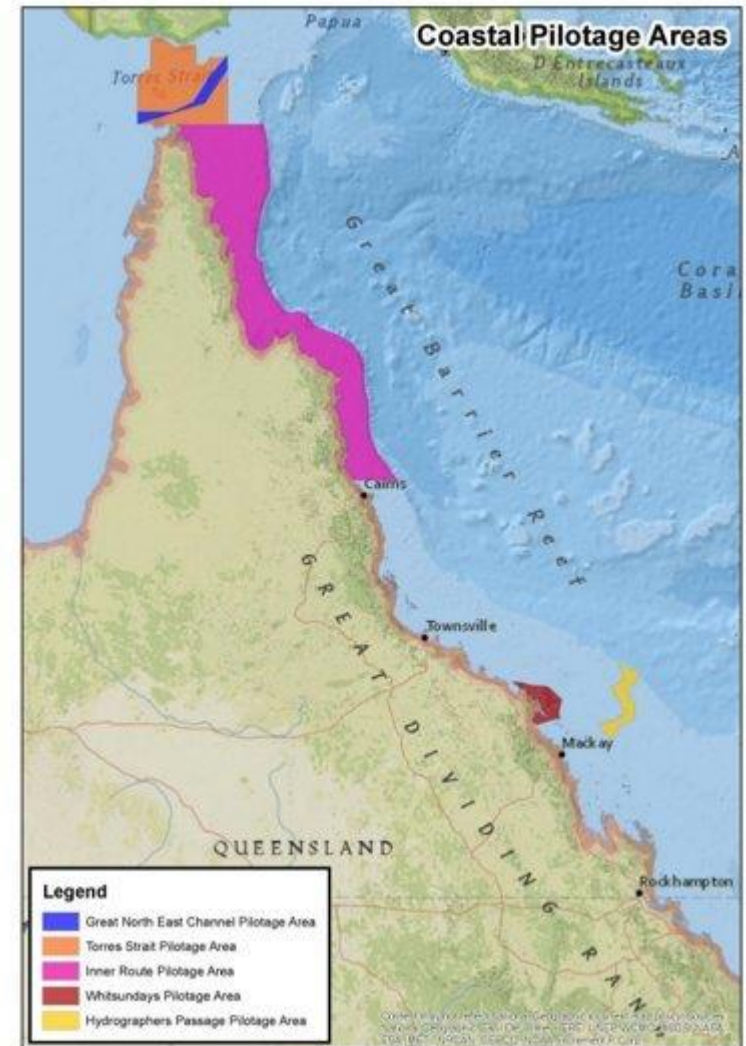 Coastal Pilotage Areas
Papua
D'Entrecasteaux
Islands
Torres Strait
Cora
Basi
Great Barrier Reef
Cairns
GREAT DIVIDING RAN
Townsville
Mackay
QUEENSLAND
Rockhampton
Legend
Great North East Channel Pilotage Area
Torres Strait Pilotage Area
Inner Route Pilotage Area
Whitsundays Pilotage Area
Hydrographers Passage Pilotage Area